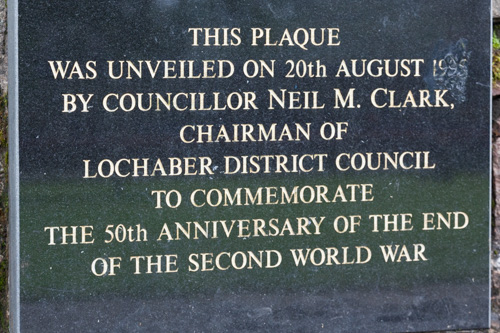 THIS PLAQUE
WAS UNVEILED ON 20th AUGUST 1995
BY COUNCILLOR NEIL M. CLARK,
CHAIRMAN OF
LOCHABER DISTRICT COUNCIL
TO COMMEMORATE
THE 50th ANNIVERSARY OF THE END
OF THE SECOND WORLD WAR